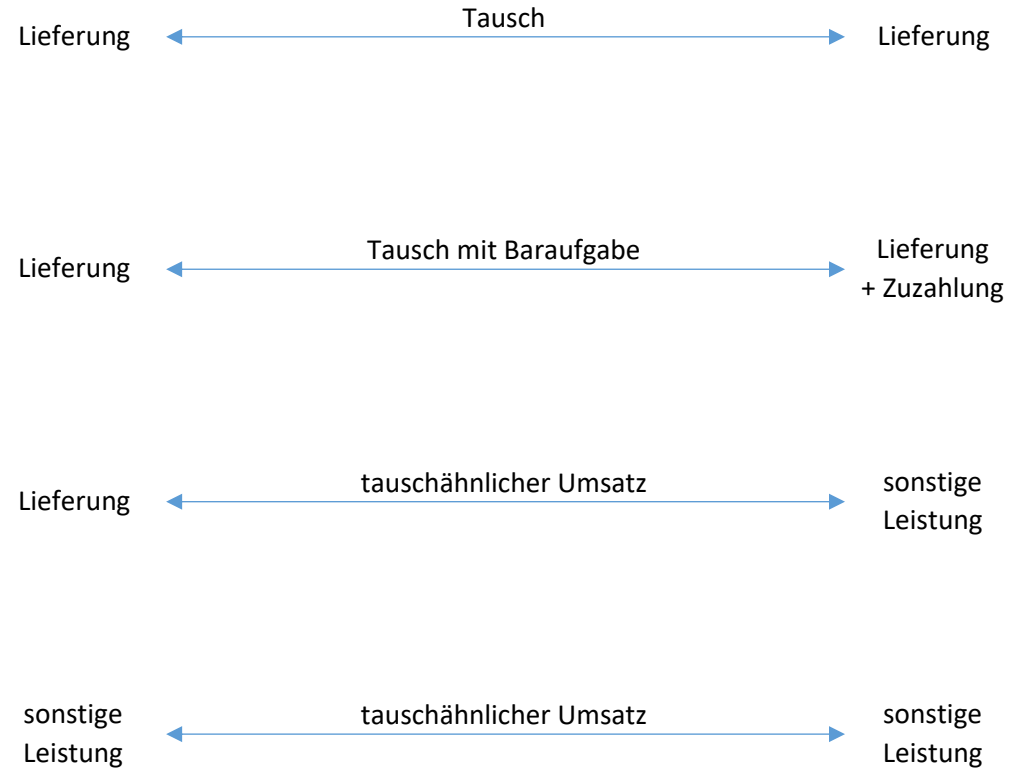 Tausch
Lieferung
Lieferung
Tausch mit Baraufgabe
Lieferung
Lieferung
+ Zuzahlung
tauschähnlicher Umsatz
Lieferung
sonstige
Leistung
tauschähnlicher Umsatz
sonstige
Leistung
sonstige
Leistung